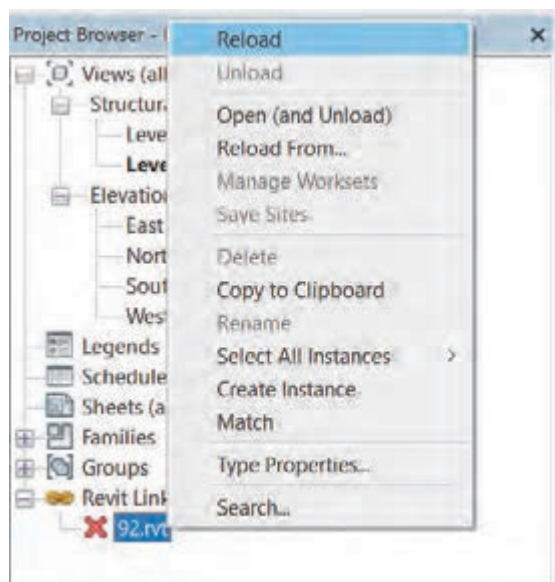 Project Browser -
Reload
Unload
Open (and Unload)
Reload From...
Manage Worksets
Save Sites
Delete
Copy to Clipboard
Rename
Select All Instances
Create Instance
Match
Type Properties...
Search...
Views (all
Structura
Leve
Leve
Elevation
East
Nort
Sout
West
Legends
Schedule
Sheets (a
Families
Groups
Revit Link
92.rvt